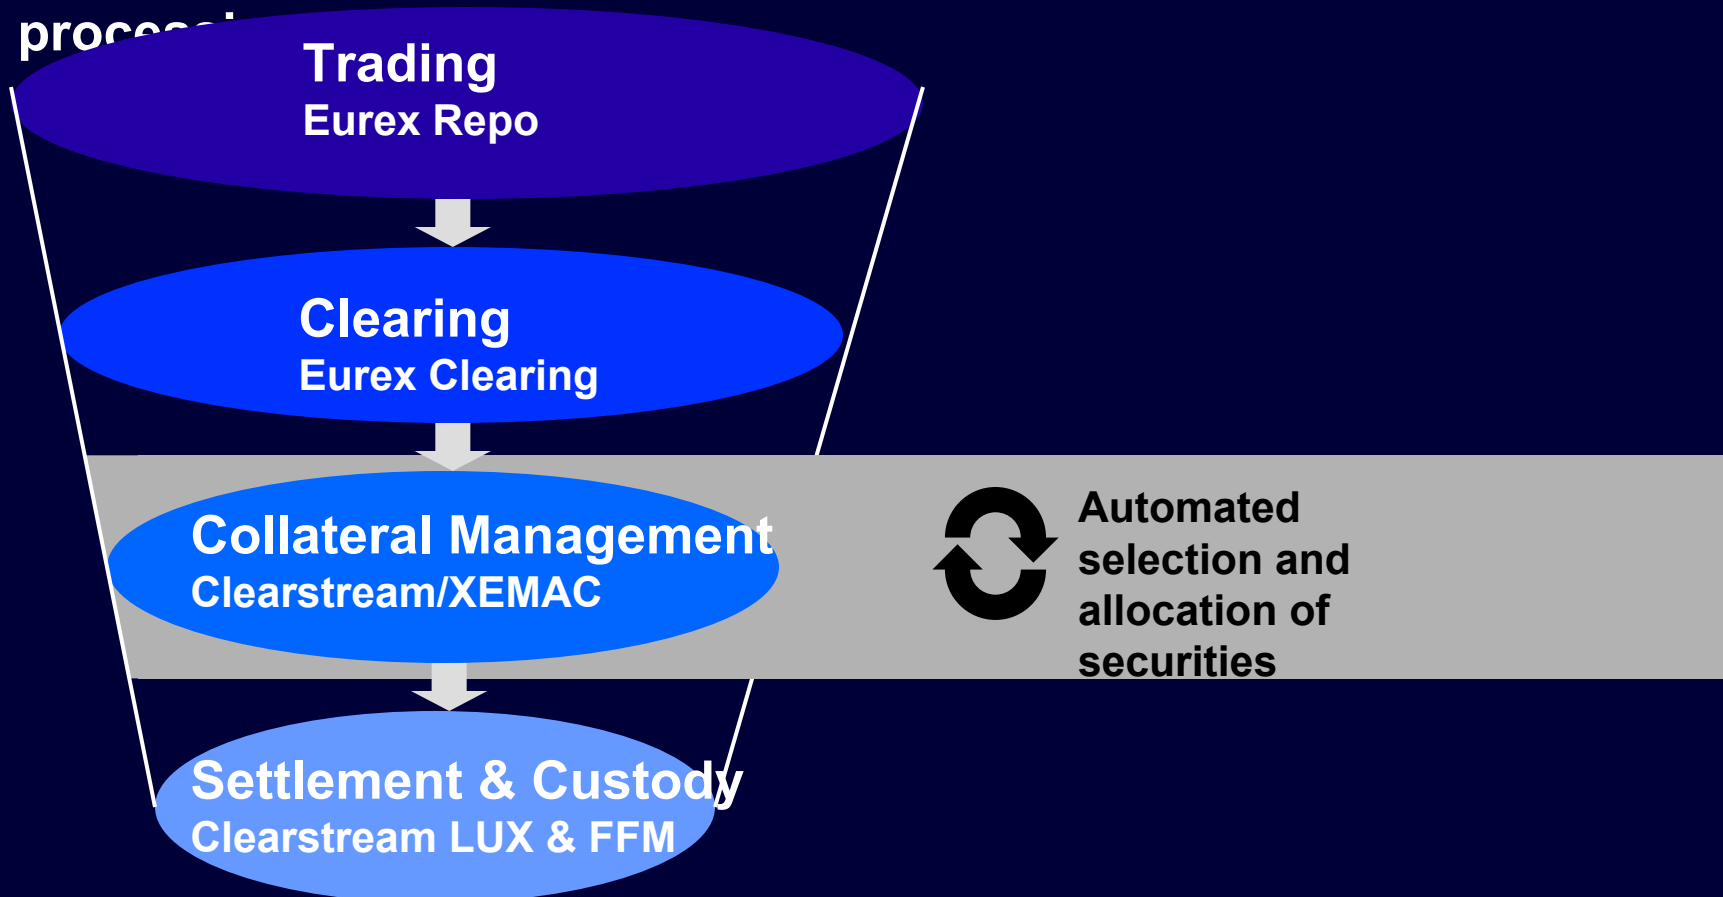 Trading
Eurex Repo
Clearing
Eurex Clearing
Collateral Management
Clearstream/XEMAC
Automated
selection and
allocation of
securities
Settlement & Custody
Clearstream LUX & FFM